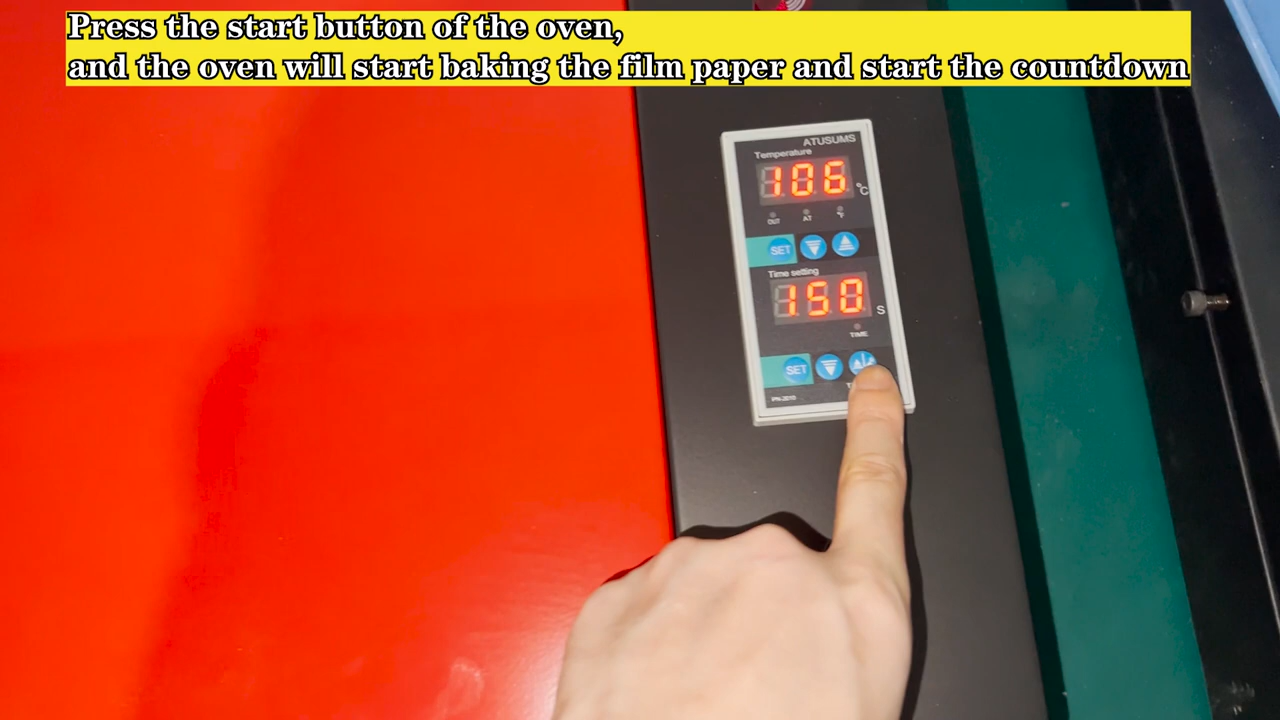 Press the start button of the oven,
and the oven will start baking the film paper and start the countdown
ATUSUMS
Temperature
106 °C
OUT AT °F
SET
Time setting
150 S
TIME
SET